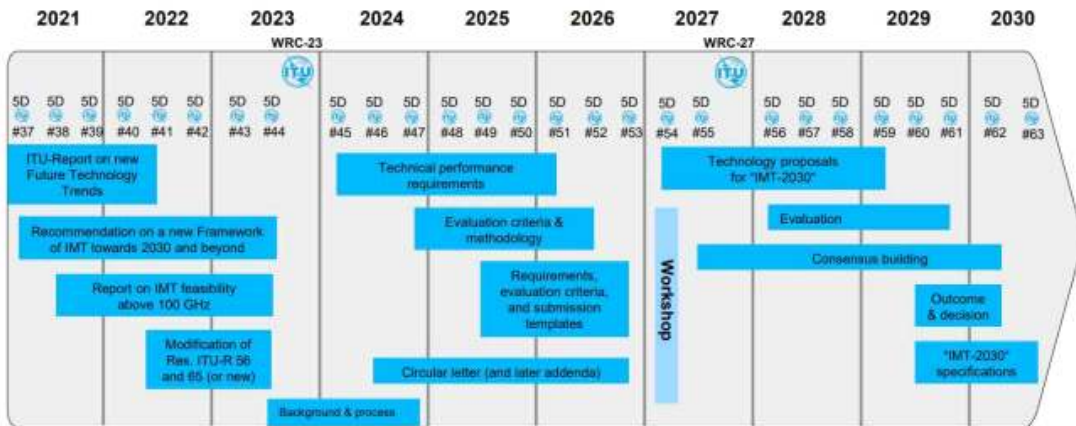 2021 2022 2023 2024 2025 2026 2027 2028 2029 2030
WRC-23 WRC-27
ITU ITU
5D 5D 5D 5D 5D 5D 5D 5D 5D 5D 5D 5D 5D 5D 5D 5D 5D 5D 5D 5D 5D 5D 5D 5D 5D 5D 5D
#37 #38 #39 #40 #41 #42 #43 #44 #45 #46 #47 #48 #49 #50 #51 #52 #53 #54 #55 #56 #57 #58 #59 #60 #61 #62 #63
ITU-Report on new
Future Technology
Trends
Technical performance
requirements
Technology proposals
for "IMT-2030"
Recommendation on a new Framework
of IMT towards 2030 and beyond
Evaluation criteria &
methodology
Evaluation
Consensus building
Report on IMT feasibility
above 100 GHz
Requirements,
evaluation criteria,
and submission
templates
Workshop
Outcome
& decision
Modification of
Res. ITU-R 56
and 65 (or new)
Circular letter (and later addenda)
"IMT-2030"
specifications
Background & process